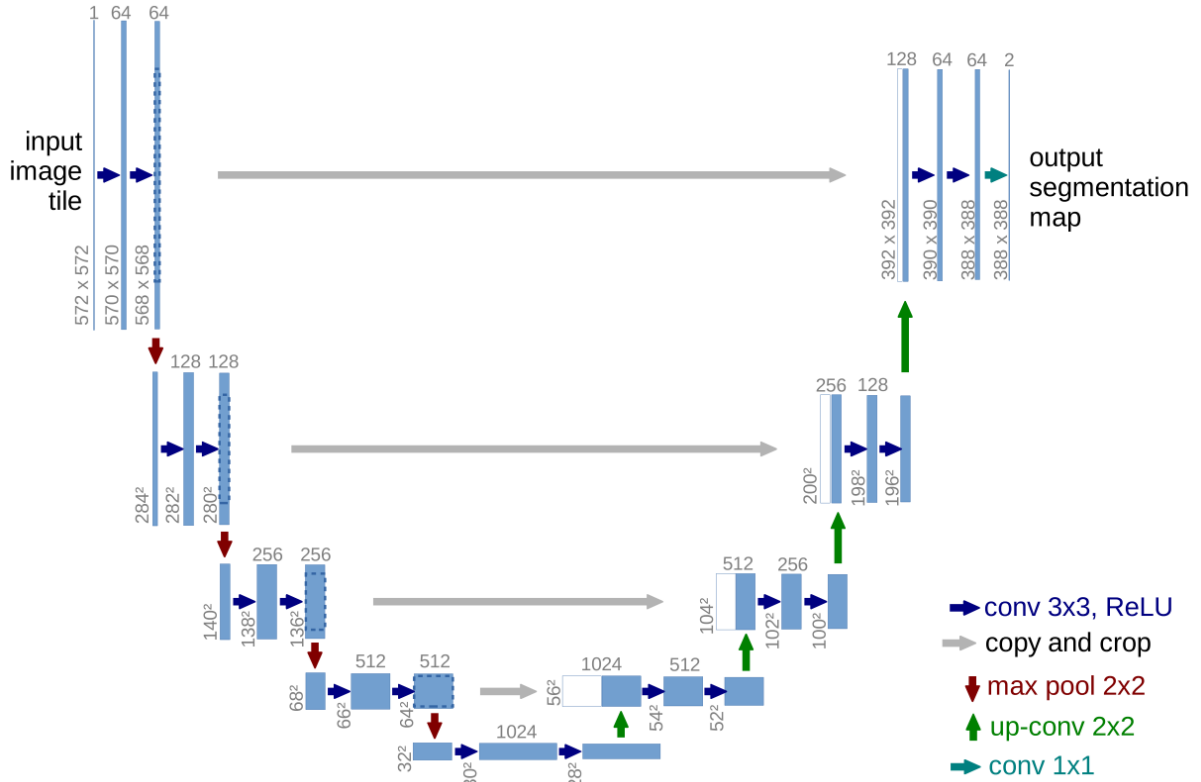 1 64 64
128 64 64 2
input
image
tile
output
segmentation
map
572 x 572
570 x 570
568 x 568
392 x 392
390 x 390
388 x 388
388 x 388
128 128
256 128
284²
282²
280²
200²
198²
196²
256 256
512 256
140²
138²
136²
104²
102²
100²
512 512
1024 512
68²
66²
64²
56²
54²
52²
1024
32²
conv 3x3, ReLU
copy and crop
max pool 2x2
up-conv 2x2
conv 1x1